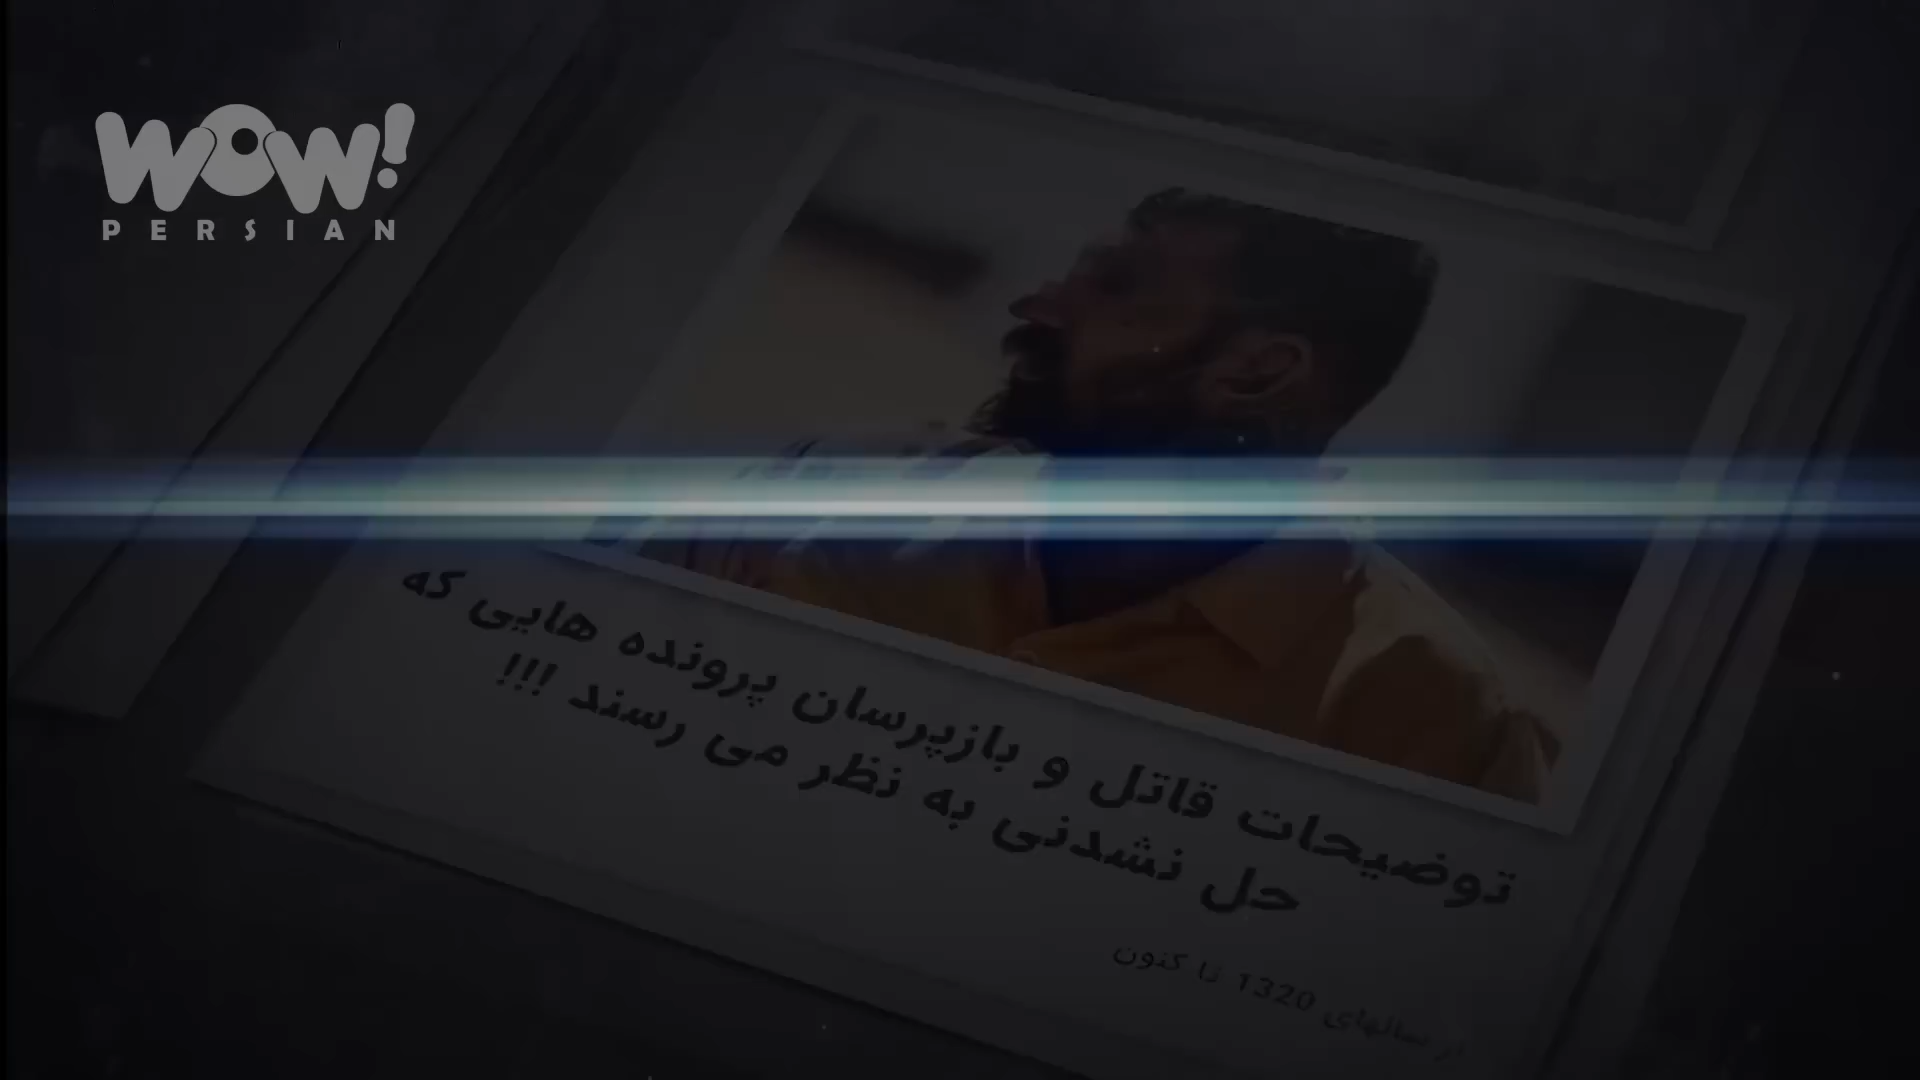 WOW!
PERSIAN
توضیحات قاتل و بازپرسان پرونده هایی که
حل نشدنی به نظر می رسند !!!
از سالهای 1320 تا کنون